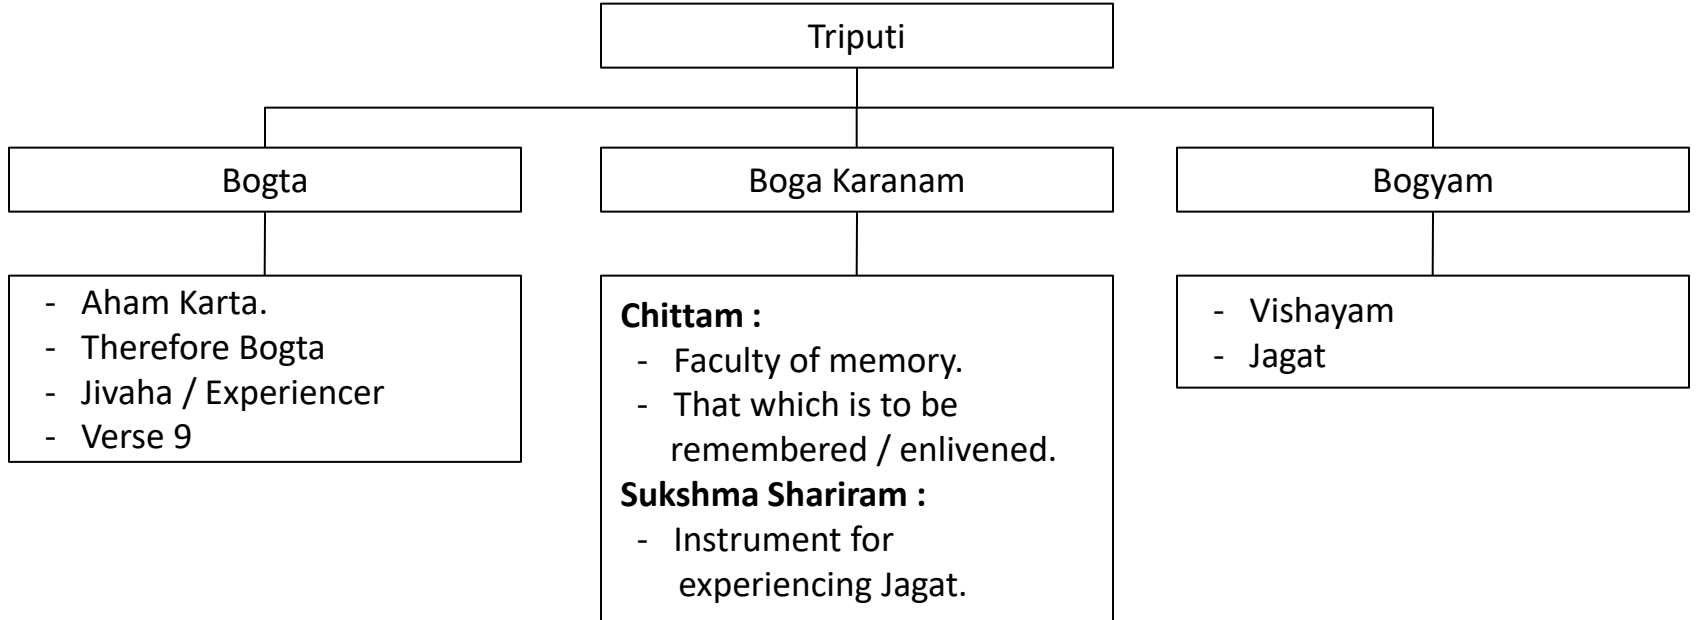 Triputi
Bogta
Boga Karanam
Bogyam
- Aham Karta.
- Therefore Bogta
- Jivaha / Experiencer
- Verse 9
Chittam :
- Faculty of memory.
- That which is to be
remembered / enlivened.
Sukshma Shariram :
- Instrument for
experiencing Jagat.
- Vishayam
- Jagat